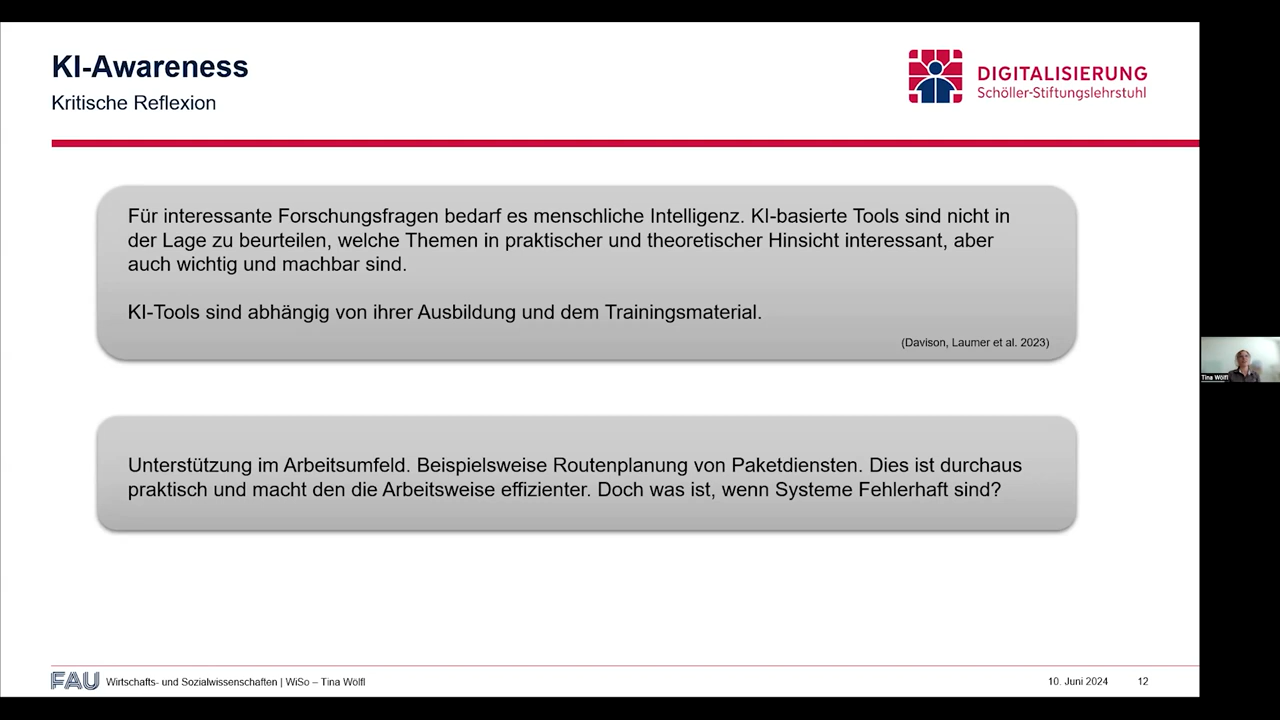 KI-Awareness
Kritische Reflexion
DIGITALISIERUNG
Schöller-Stiftungslehrstuhl
Für interessante Forschungsfragen bedarf es menschliche Intelligenz. KI-basierte Tools sind nicht in
der Lage zu beurteilen, welche Themen in praktischer und theoretischer Hinsicht interessant, aber
auch wichtig und machbar sind.
KI-Tools sind abhängig von ihrer Ausbildung und dem Trainingsmaterial.
(Davison, Laumer et al. 2023)
Tina Wölfl
Unterstützung im Arbeitsumfeld. Beispielsweise Routenplanung von Paketdiensten. Dies ist durchaus
praktisch und macht den die Arbeitsweise effizienter. Doch was ist, wenn Systeme Fehlerhaft sind?
FAU Wirtschafts- und Sozialwissenschaften | WiSo – Tina Wölfl
10. Juni 2024
12